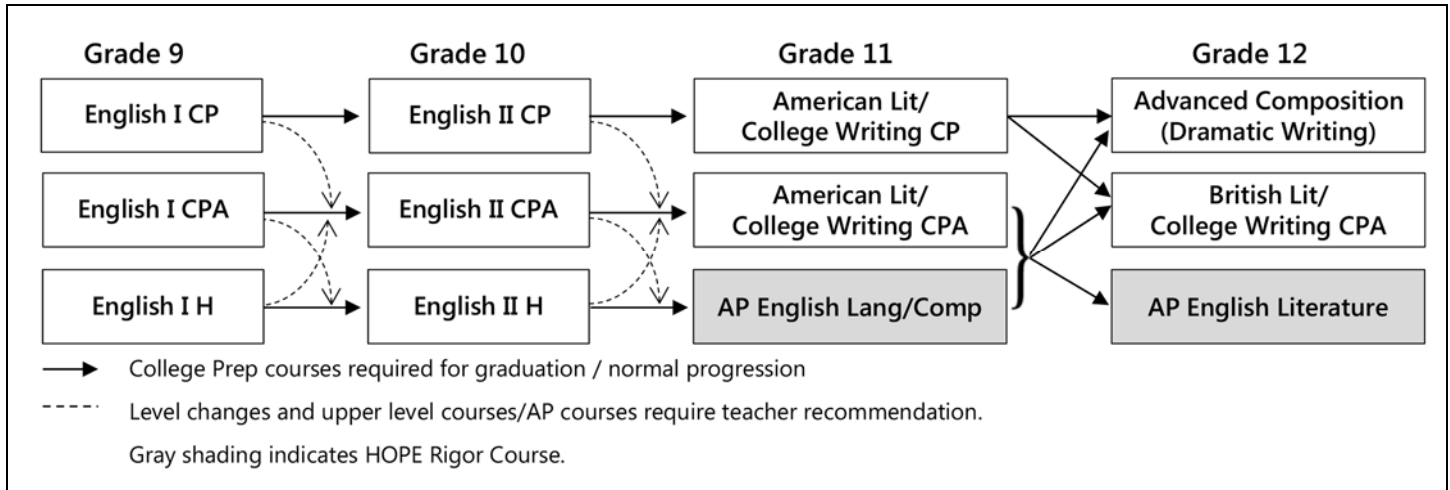 Grade 9
Grade 10
Grade 11
Grade 12
English I CP
English II CP
American Lit/
College Writing CP
Advanced Composition
(Dramatic Writing)
English I CPA
English II CPA
American Lit/
College Writing CPA
British Lit/
College Writing CPA
English I H
English II H
AP English Lang/Comp
AP English Literature
College Prep courses required for graduation / normal progression
Level changes and upper level courses/AP courses require teacher recommendation.
Gray shading indicates HOPE Rigor Course.